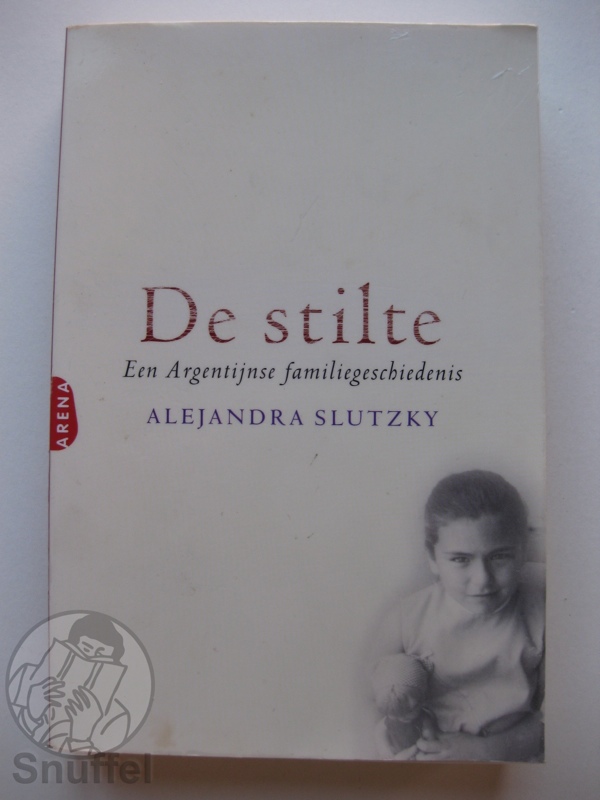 De stilte
Een Argentijnse familiegeschiedenis
ALEJANDRA SLUTZKY
ARENA
Snuffel